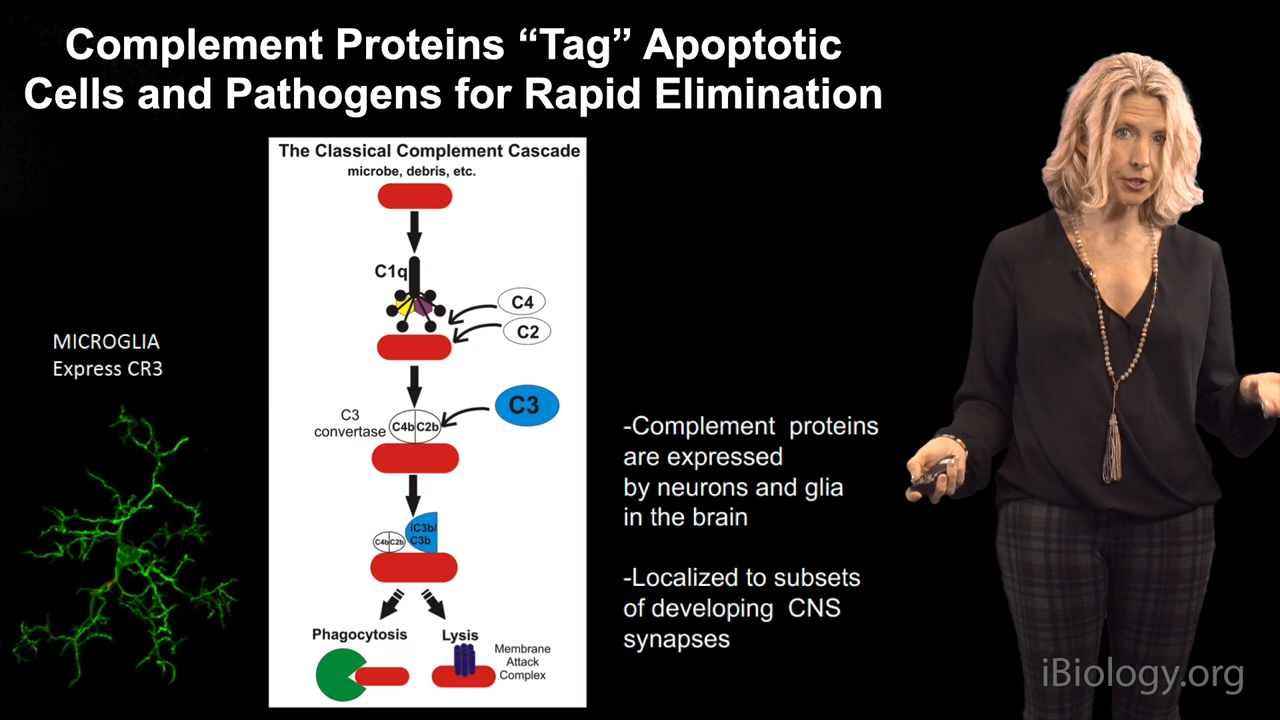 Complement Proteins “Tag” Apoptotic
Cells and Pathogens for Rapid Elimination
The Classical Complement Cascade
microbe, debris, etc.
C1q
C4
C2
MICROGLIA
Express CR3
C3
C3
convertase
C4b C2b
iC3b/
C3b
C4b C2b
Phagocytosis
Lysis
Membrane
Attack
Complex
-Complement proteins
are expressed
by neurons and glia
in the brain
-Localized to subsets
of developing CNS
synapses
iBiology.org